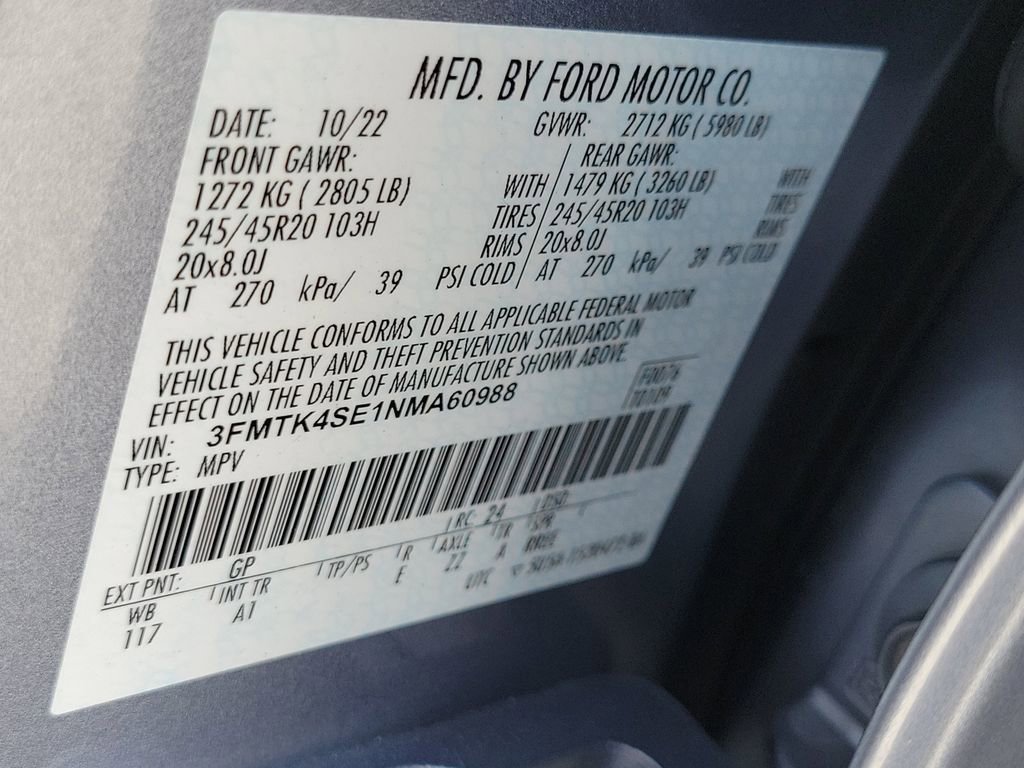 MFD. BY FORD MOTOR CO.
DATE: 10/22 GVWR: 2712 KG ( 5980 LB)
FRONT GAWR: REAR GAWR:
1272 KG ( 2805 LB) WITH 1479 KG ( 3260 LB) WITH
245/45R20 103H TIRES 245/45R20 103H TIRES
20x8.0J RIMS 20x8.0J RIMS
AT 270 kPa/ 39 PSI COLD AT 270 kPa/ 39 PSI COLD
THIS VEHICLE CONFORMS TO ALL APPLICABLE FEDERAL MOTOR
VEHICLE SAFETY AND THEFT PREVENTION STANDARDS IN
EFFECT ON THE DATE OF MANUFACTURE SHOWN ABOVE.
VIN: 3FMTK4SE1NMA60988
TYPE: MPV
EXT PNT: GP RC: 24 DSO:
WB INT TR TP/PS R AXLE TR SPR
117 AT E 22 A
UTC